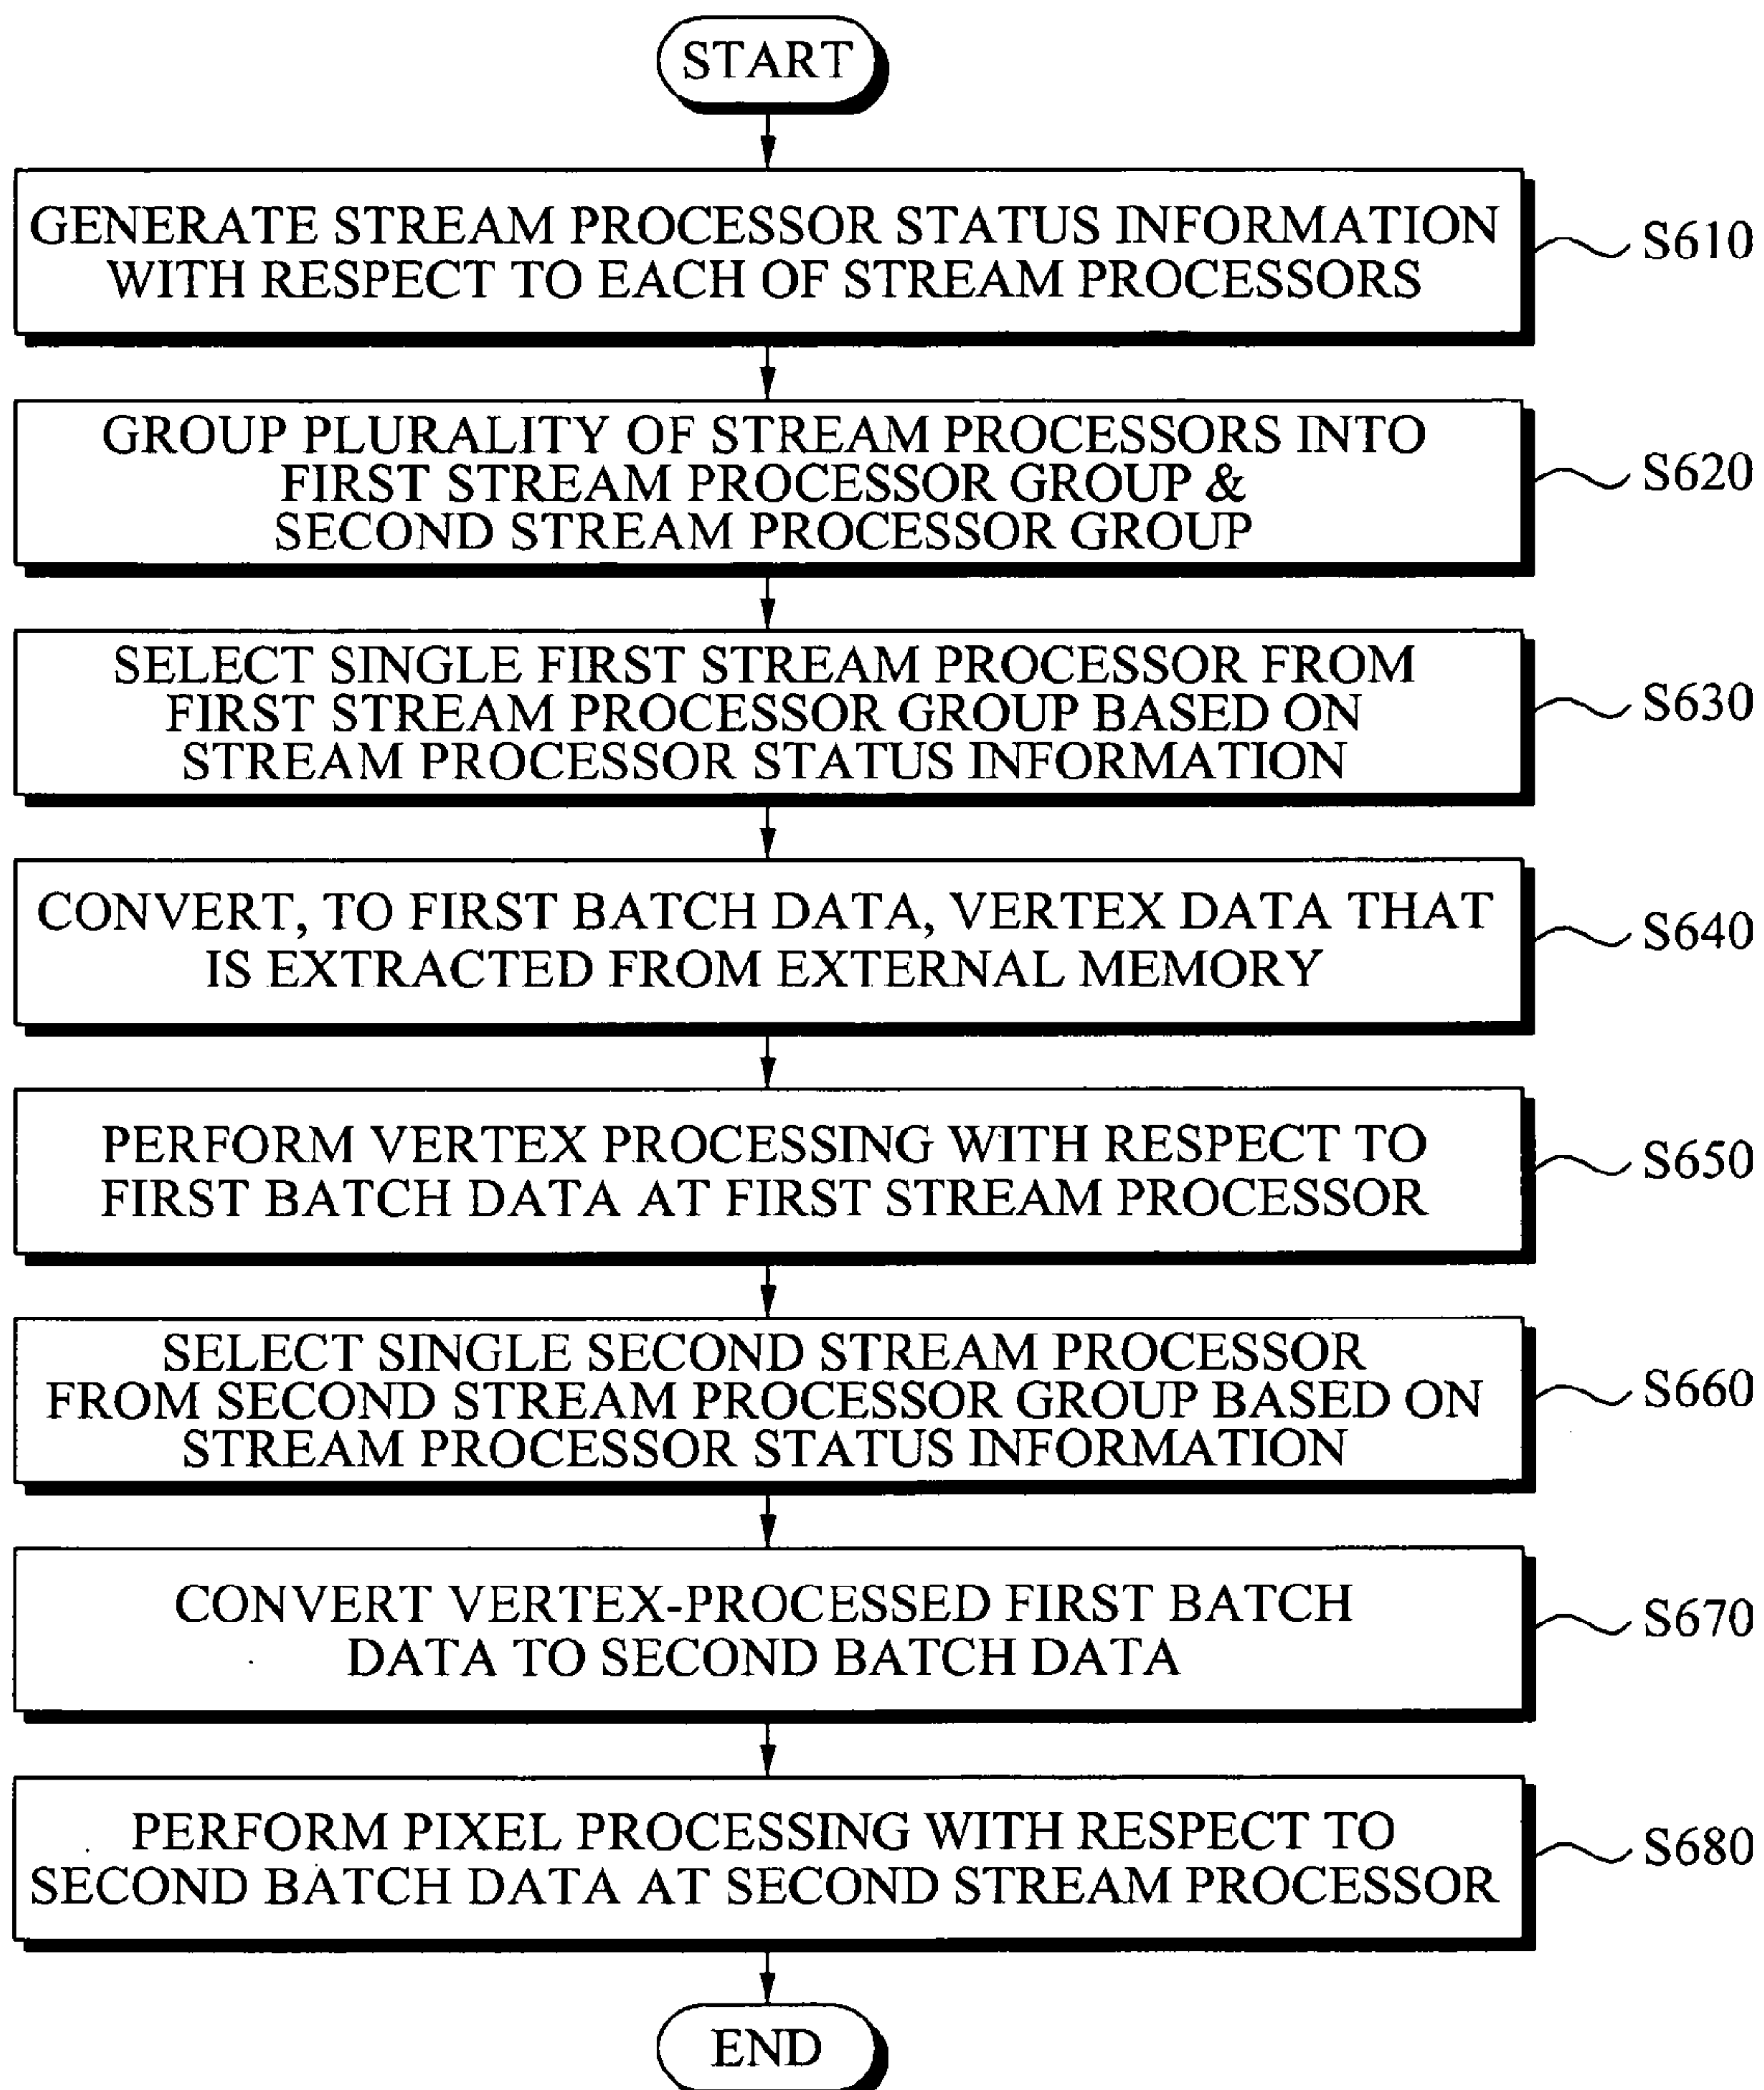 START
GENERATE STREAM PROCESSOR STATUS INFORMATION
WITH RESPECT TO EACH OF STREAM PROCESSORS
S610
GROUP PLURALITY OF STREAM PROCESSORS INTO
FIRST STREAM PROCESSOR GROUP &
SECOND STREAM PROCESSOR GROUP
S620
SELECT SINGLE FIRST STREAM PROCESSOR FROM
FIRST STREAM PROCESSOR GROUP BASED ON
STREAM PROCESSOR STATUS INFORMATION
S630
CONVERT, TO FIRST BATCH DATA, VERTEX DATA THAT
IS EXTRACTED FROM EXTERNAL MEMORY
S640
PERFORM VERTEX PROCESSING WITH RESPECT TO
FIRST BATCH DATA AT FIRST STREAM PROCESSOR
S650
SELECT SINGLE SECOND STREAM PROCESSOR
FROM SECOND STREAM PROCESSOR GROUP BASED ON
STREAM PROCESSOR STATUS INFORMATION
S660
CONVERT VERTEX-PROCESSED FIRST BATCH
DATA TO SECOND BATCH DATA
S670
PERFORM PIXEL PROCESSING WITH RESPECT TO
SECOND BATCH DATA AT SECOND STREAM PROCESSOR
S680
END